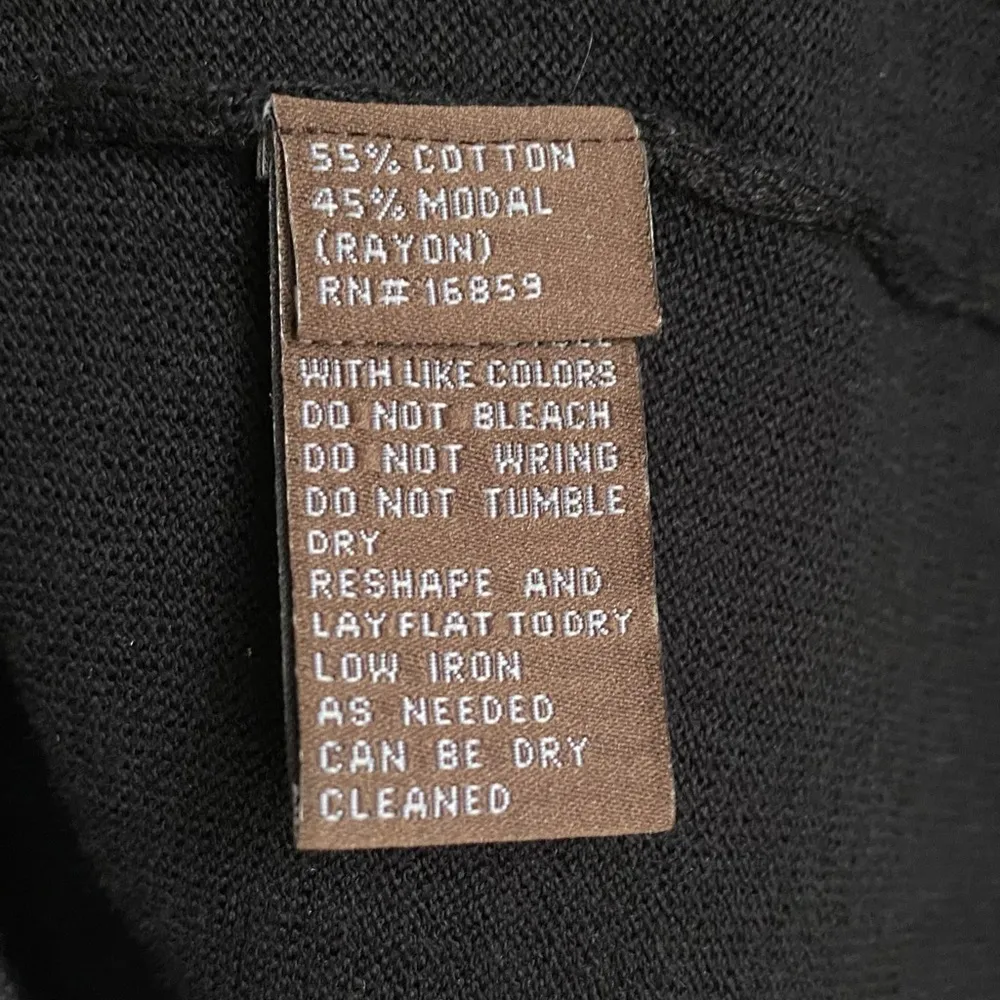 55% COTTON
45% MODAL
(RAYON)
RN# 16859
WITH LIKE COLORS
DO NOT BLEACH
DO NOT WRING
DO NOT TUMBLE
DRY
RESHAPE AND
LAY FLAT TO DRY
LOW IRON
AS NEEDED
CAN BE DRY
CLEANED